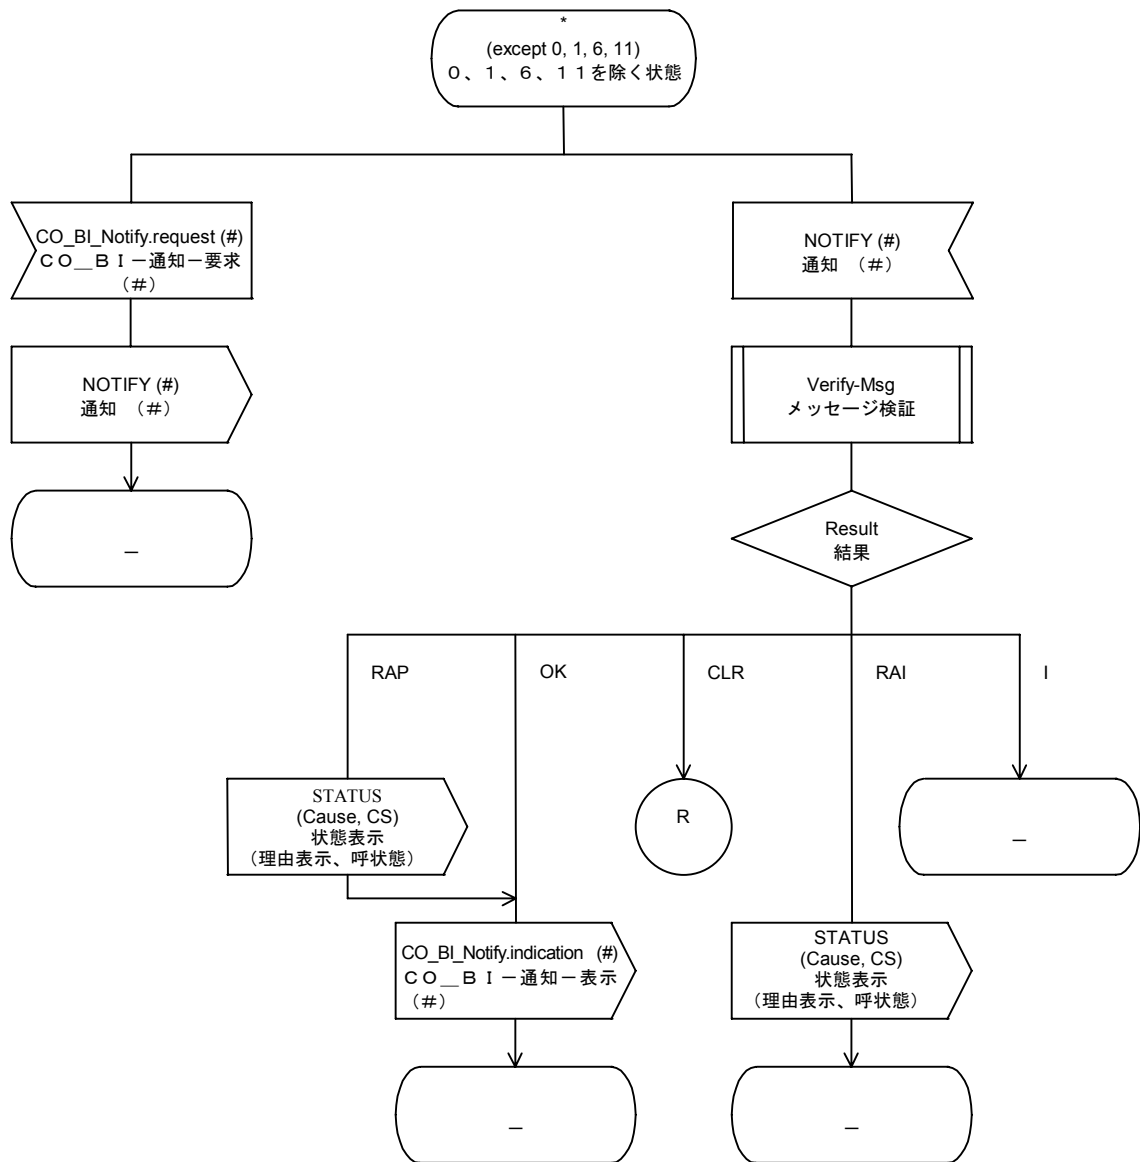 *
(except 0, 1, 6, 11)
０、１、６、１１を除く状態
CO_BI_Notify.request (#)
ＣＯ＿ＢＩ－通知－要求
（＃）
NOTIFY (#)
通知　（＃）
NOTIFY (#)
通知　（＃）
Verify-Msg
メッセージ検証
–
Result
結果
RAP
OK
CLR
RAI
I
STATUS
(Cause, CS)
状態表示
（理由表示、呼状態）
R
–
CO_BI_Notify.indication (#)
ＣＯ＿ＢＩ－通知－表示
（＃）
STATUS
(Cause, CS)
状態表示
（理由表示、呼状態）
–
–